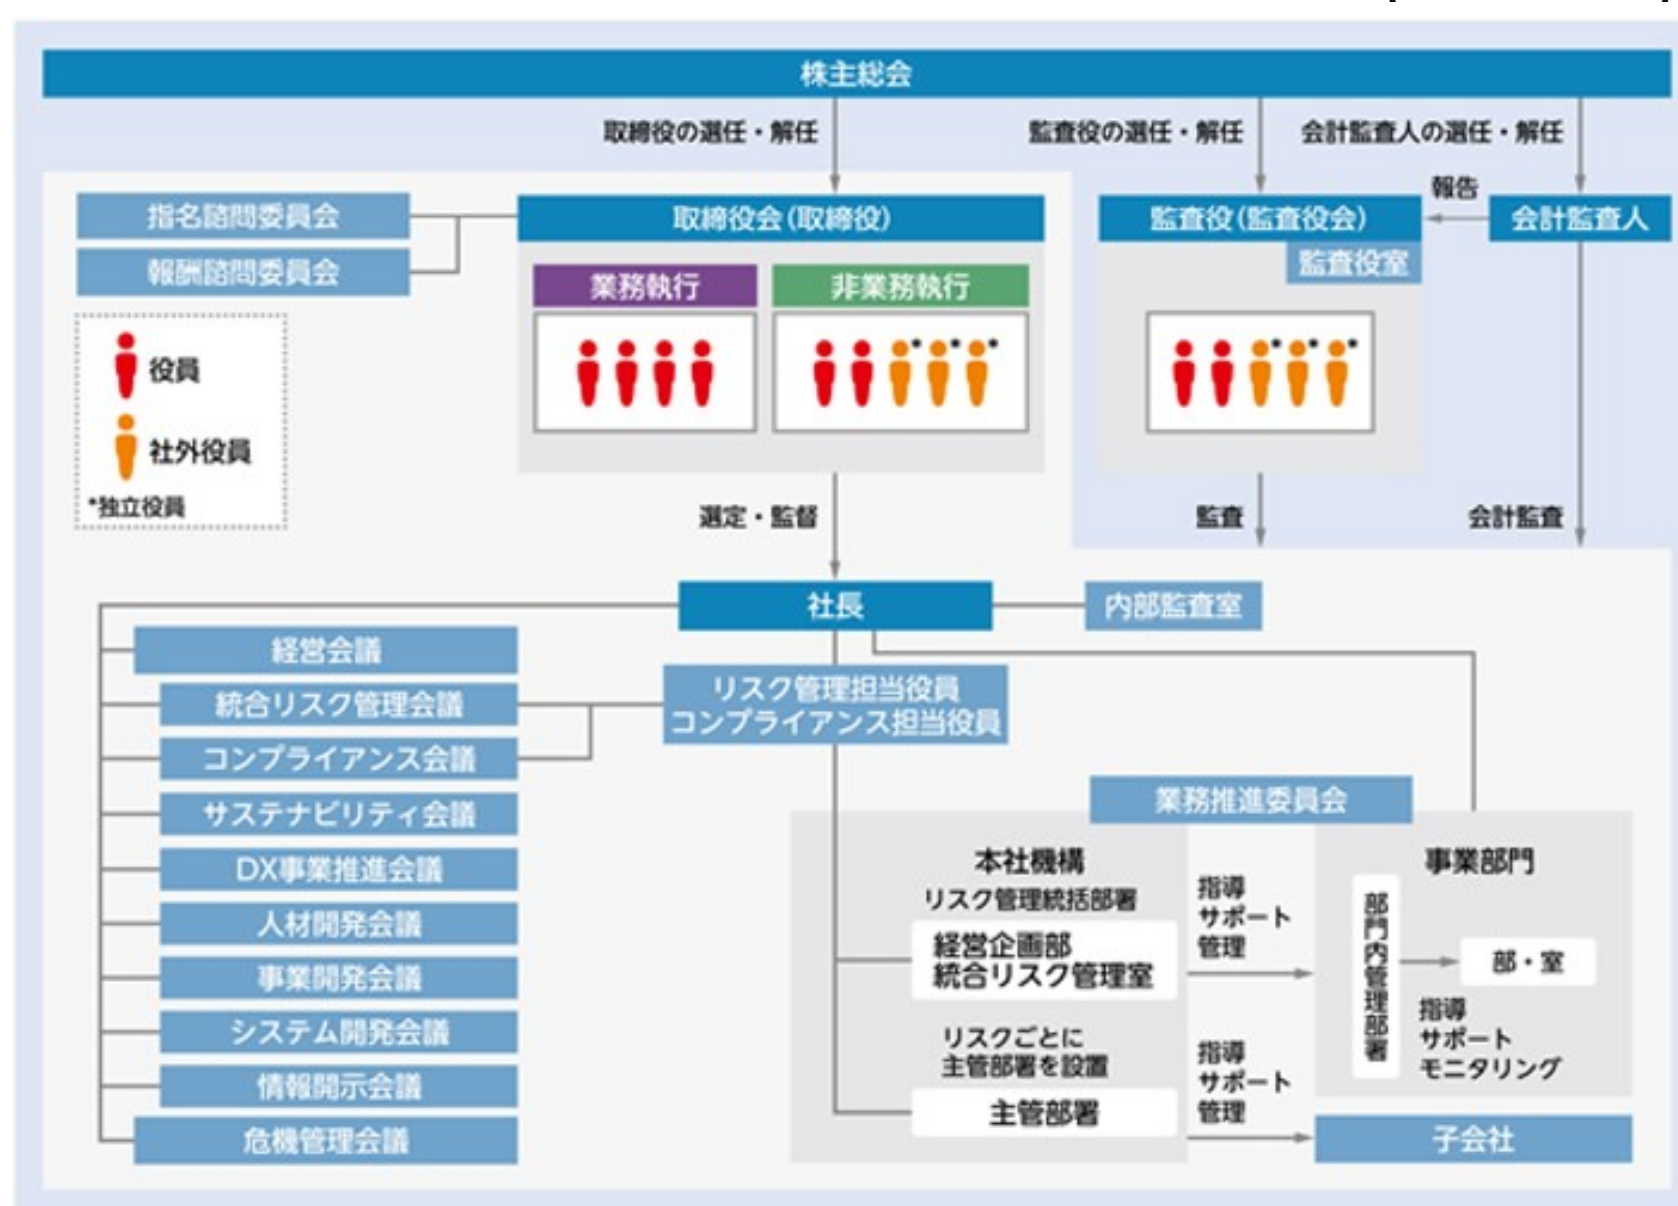 株主総会
取締役の選任・解任
監査役の選任・解任
会計監査人の選任・解任
報告
指名諮問委員会
報酬諮問委員会
取締役会(取締役)
監査役(監査役会)
会計監査人
監査役室
業務執行
非業務執行
役員
社外役員
*独立役員
* * *
* * *
選定・監督
監査
会計監査
社長
内部監査室
経営会議
統合リスク管理会議
コンプライアンス会議
サステナビリティ会議
DX事業推進会議
人材開発会議
事業開発会議
システム開発会議
情報開示会議
危機管理会議
リスク管理担当役員
コンプライアンス担当役員
業務推進委員会
本社機構
リスク管理統括部署
経営企画部
統合リスク管理室
リスクごとに
主管部署を設置
主管部署
指導
サポート
管理
指導
サポート
管理
事業部門
部門内管理部署
部・室
指導
サポート
モニタリング
子会社